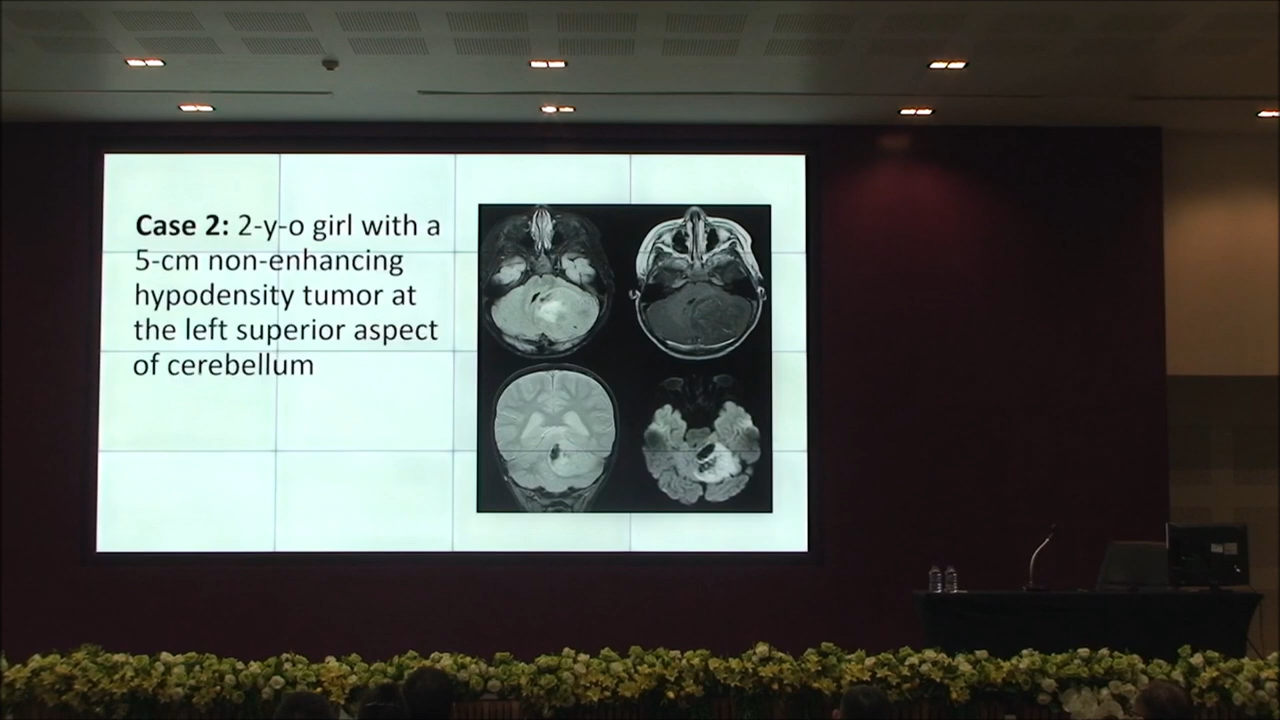 Case 2: 2-y-o girl with a
5-cm non-enhancing
hypodensity tumor at
the left superior aspect
of cerebellum